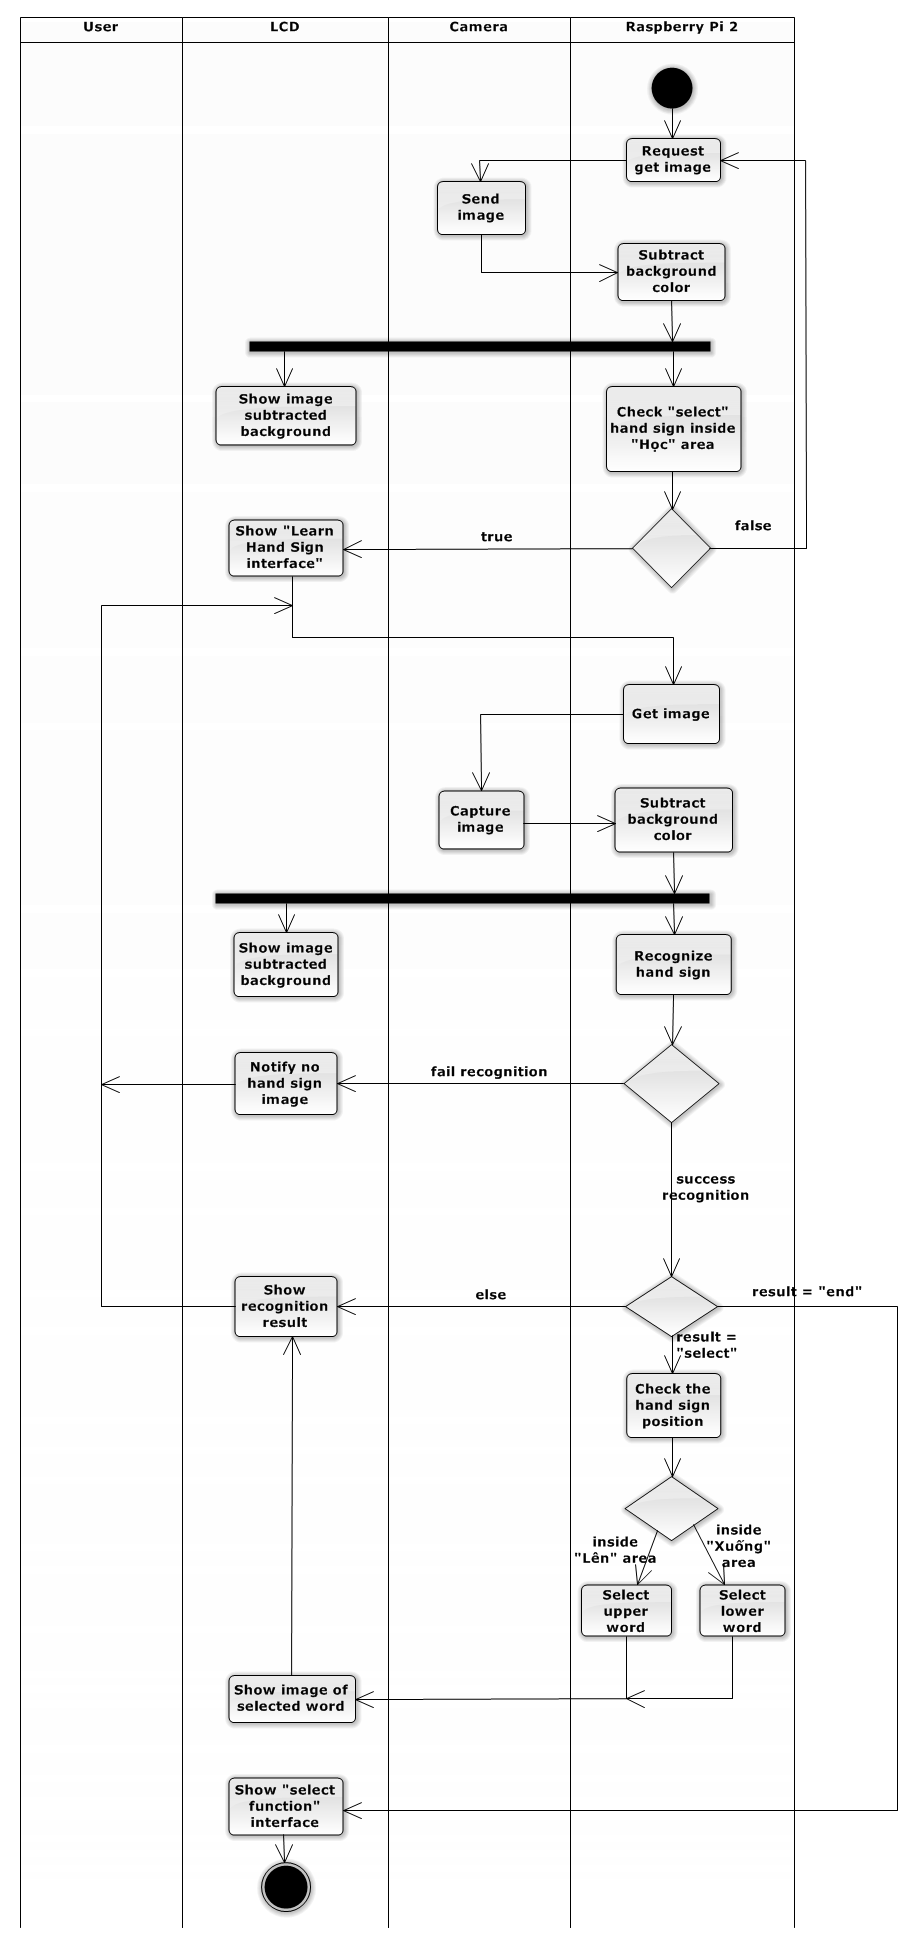 User
LCD
Camera
Raspberry Pi 2
Request
get image
Send
image
Subtract
background
color
Show image
subtracted
background
Check "select"
hand sign inside
"Học" area
Show "Learn
Hand Sign
interface"
true
false
Get image
Capture
image
Subtract
background
color
Show image
subtracted
background
Recognize
hand sign
Notify no
hand sign
image
fail recognition
success
recognition
Show
recognition
result
else
result = "end"
result =
"select"
Check the
hand sign
position
inside
"Lên" area
inside
"Xuống"
area
Select
upper
word
Select
lower
word
Show image of
selected word
Show "select
function"
interface